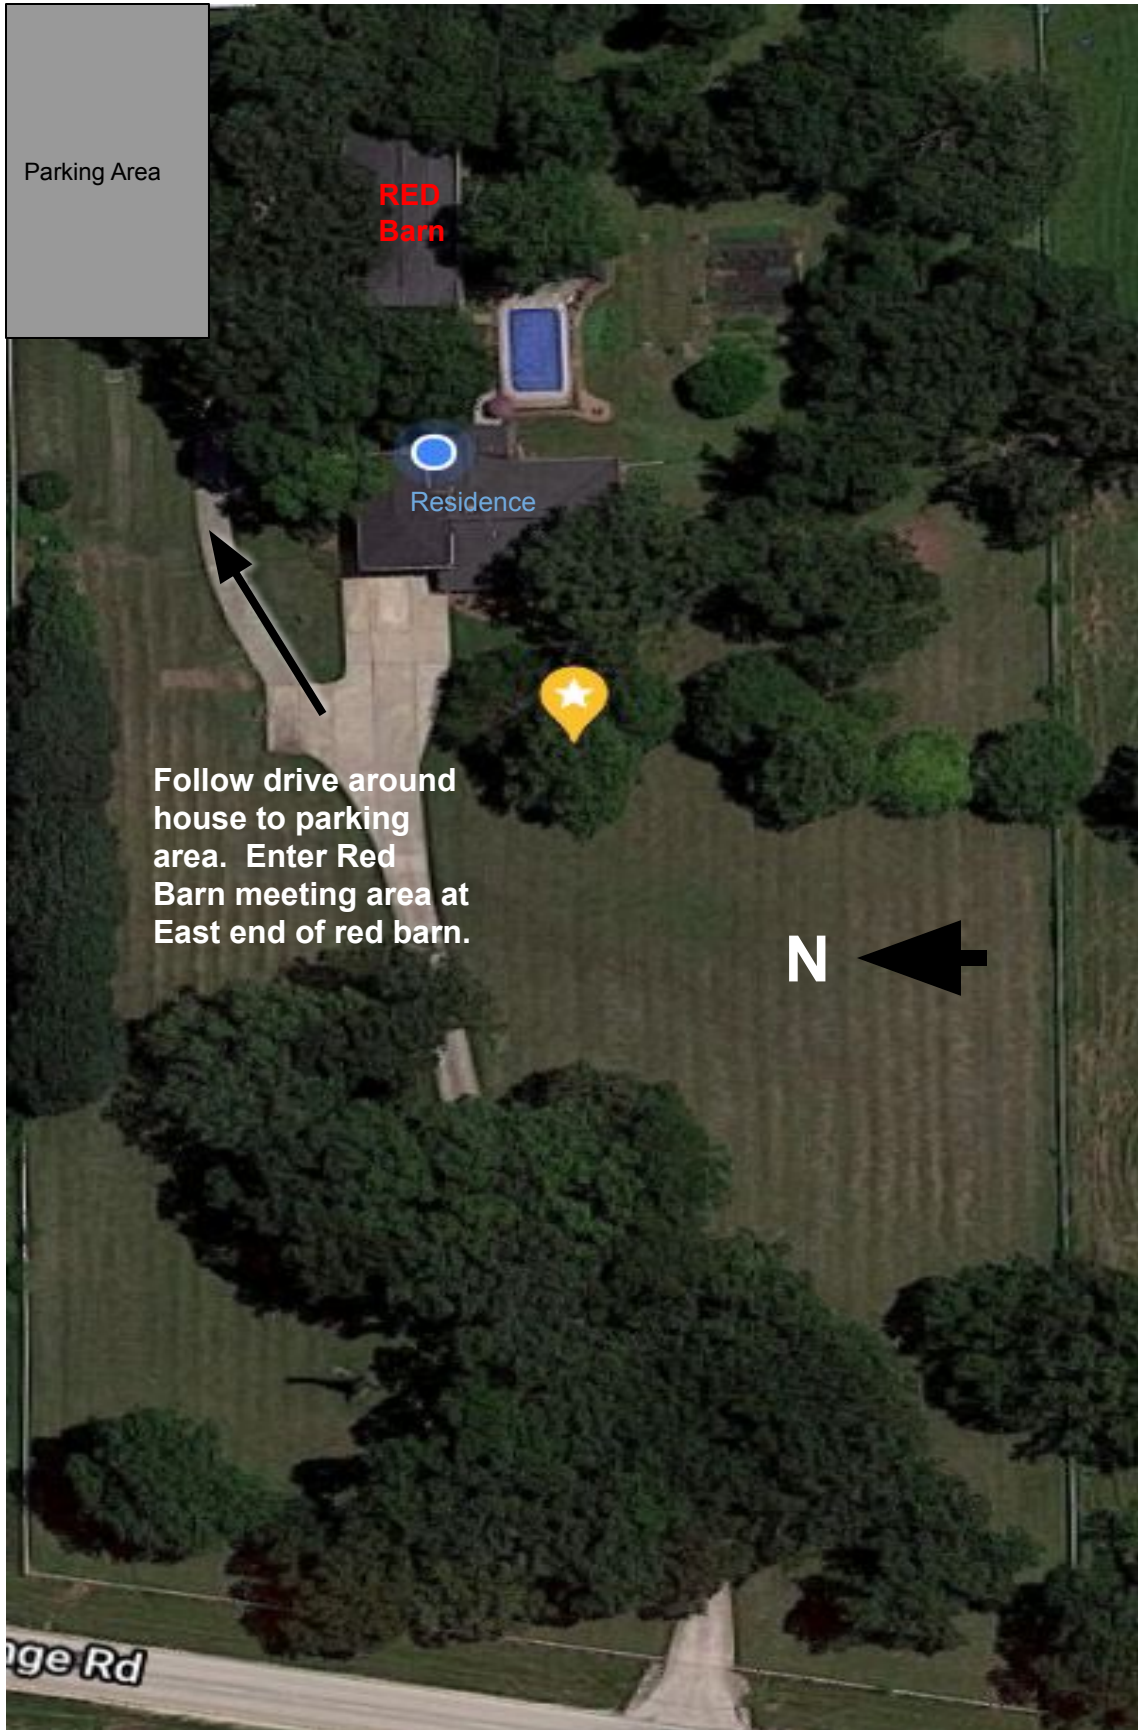 Parking Area
RED
Barn
Residence
Follow drive around
house to parking
area.  Enter Red
Barn meeting area at
East end of red barn.
N
Rd